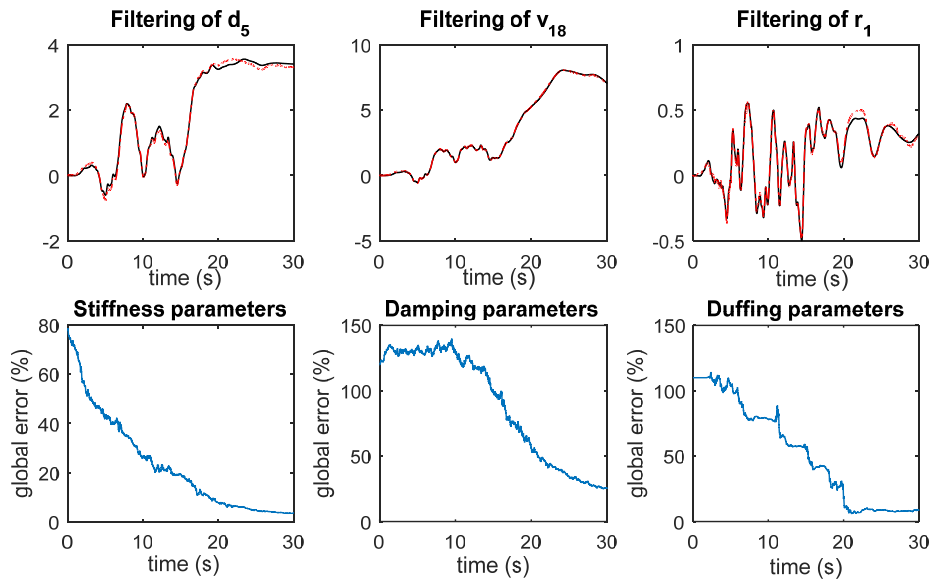 Filtering of d5 Filtering of v18 Filtering of r1
4 10 1
2 5 0.5
0 0 0
-2 -5 -0.5
0 10 20 30 0 10 20 30 0 10 20 30
time (s) time (s) time (s)
Stiffness parameters Damping parameters Duffing parameters
80 150 150
60 100 100
40 50 50
20 0 0
0
global error (%) global error (%) global error (%)
0 10 20 30 0 10 20 30 0 10 20 30
time (s) time (s) time (s)